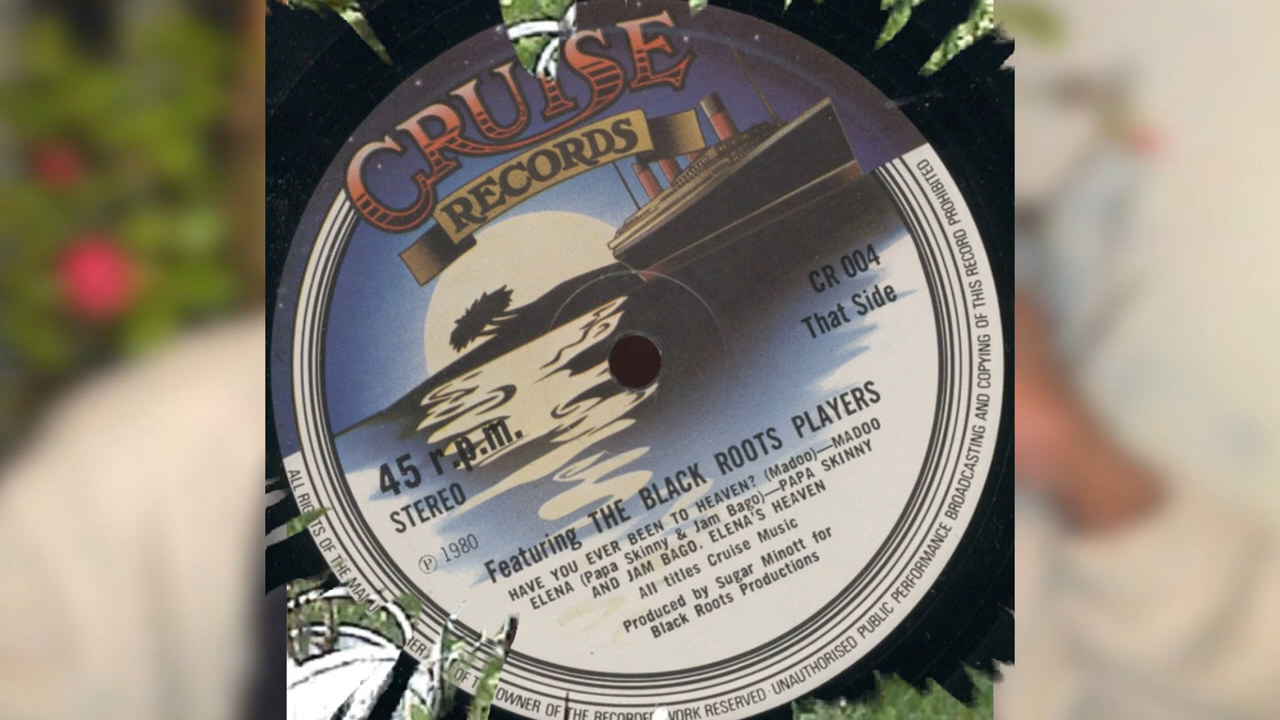 CRUISE
RECORDS
CR 004
That Side
45 r.p.m.
STEREO
℗ 1980
Featuring THE BLACK ROOTS PLAYERS
HAVE YOU EVER BEEN TO HEAVEN? (Madoo)—MADOO
ELENA (Papa Skinny & Jam Bago)—PAPA SKINNY
AND JAM BAGO. ELENA'S HEAVEN
All titles Cruise Music
Produced by Sugar Minott for
Black Roots Productions
ALL RIGHTS OF THE OWNER OF THE RECORDED WORK RESERVED · UNAUTHORISED PUBLIC PERFORMANCE BROADCASTING AND COPYING OF THIS RECORD PROHIBITED